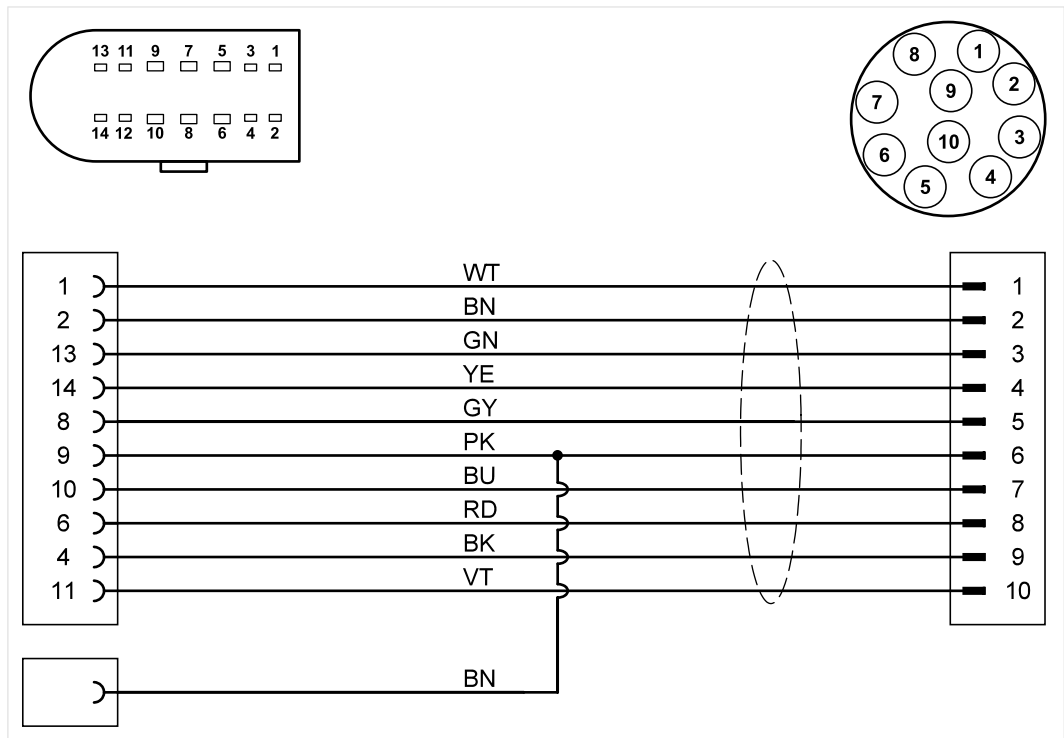 13 11 9 7 5 3 1
14 12 10 8 6 4 2
8 1
7 9 2
6 10 3
5 4
1 WT 1
2 BN 2
13 GN 3
14 YE 4
8 GY 5
9 PK 6
10 BU 7
6 RD 8
4 BK 9
11 VT 10
BN